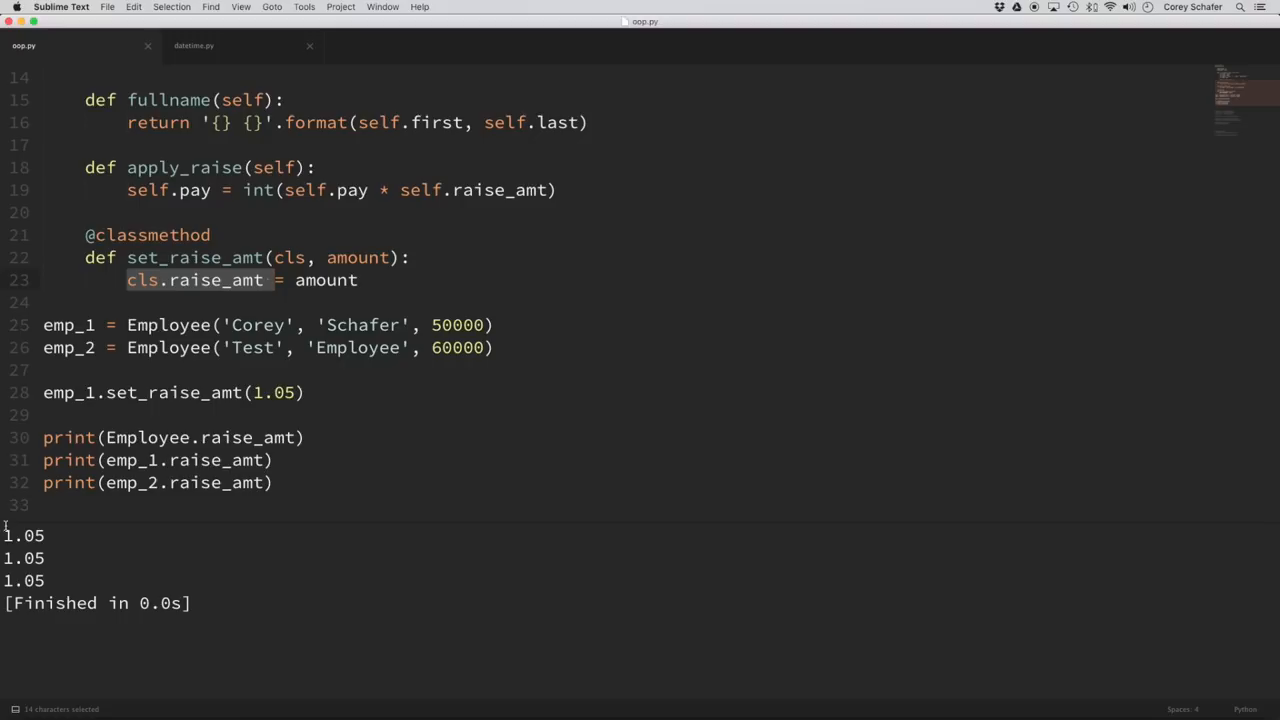 Sublime Text File Edit Selection Find View Goto Tools Project Window Help Corey Schafer
oop.py
oop.py datetime.py
14
15 def fullname(self):
16 return '{} {}'.format(self.first, self.last)
17
18 def apply_raise(self):
19 self.pay = int(self.pay * self.raise_amt)
20
21 @classmethod
22 def set_raise_amt(cls, amount):
23 cls.raise_amt = amount
24
25 emp_1 = Employee('Corey', 'Schafer', 50000)
26 emp_2 = Employee('Test', 'Employee', 60000)
27
28 emp_1.set_raise_amt(1.05)
29
30 print(Employee.raise_amt)
31 print(emp_1.raise_amt)
32 print(emp_2.raise_amt)
33
1.05
1.05
1.05
[Finished in 0.0s]
14 characters selected Spaces: 4 Python